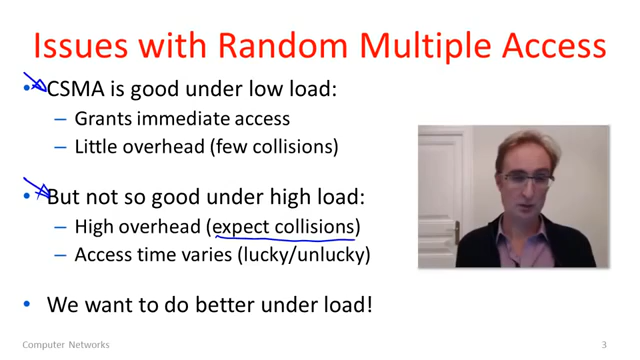 Issues with Random Multiple Access
• CSMA is good under low load:
– Grants immediate access
– Little overhead (few collisions)
• But not so good under high load:
– High overhead (expect collisions)
– Access time varies (lucky/unlucky)
• We want to do better under load!
Computer Networks
3